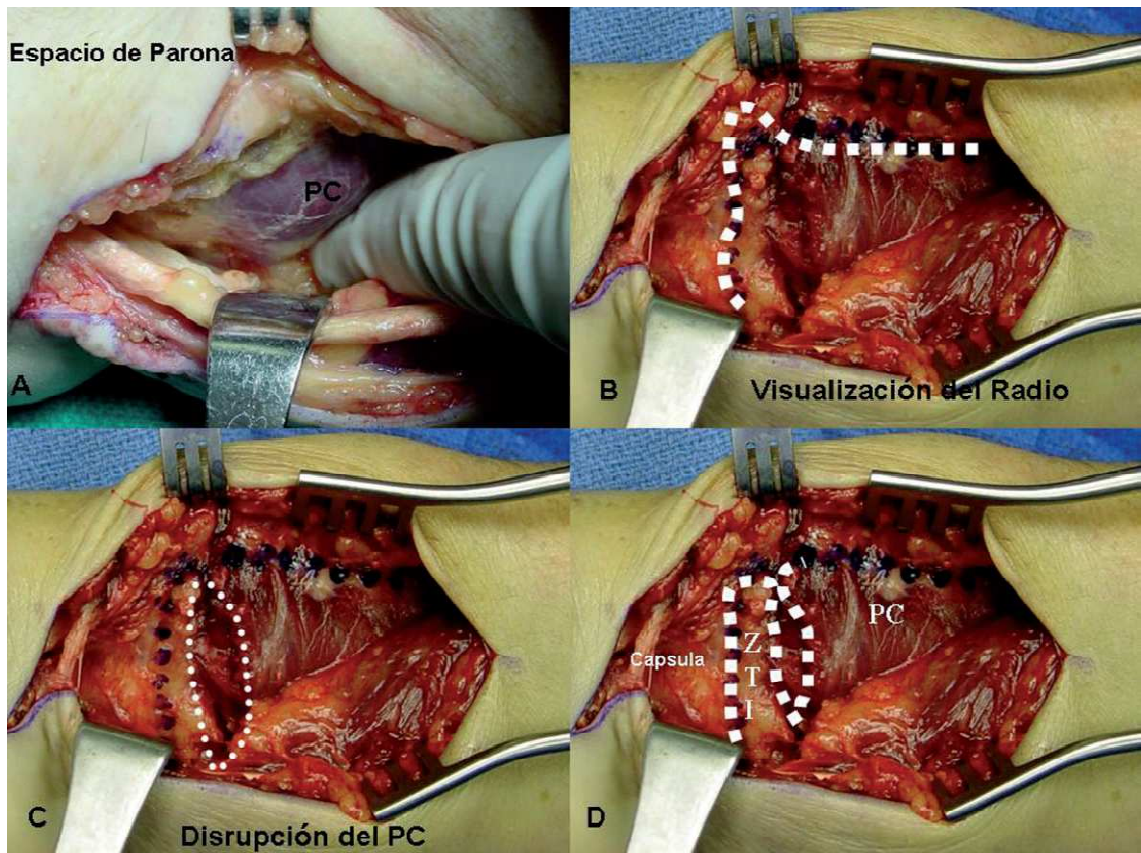 Espacio de Parona
PC
A
B
Visualización del Radio
C
Disrupción del PC
PC
Capsula
Z
T
I
D